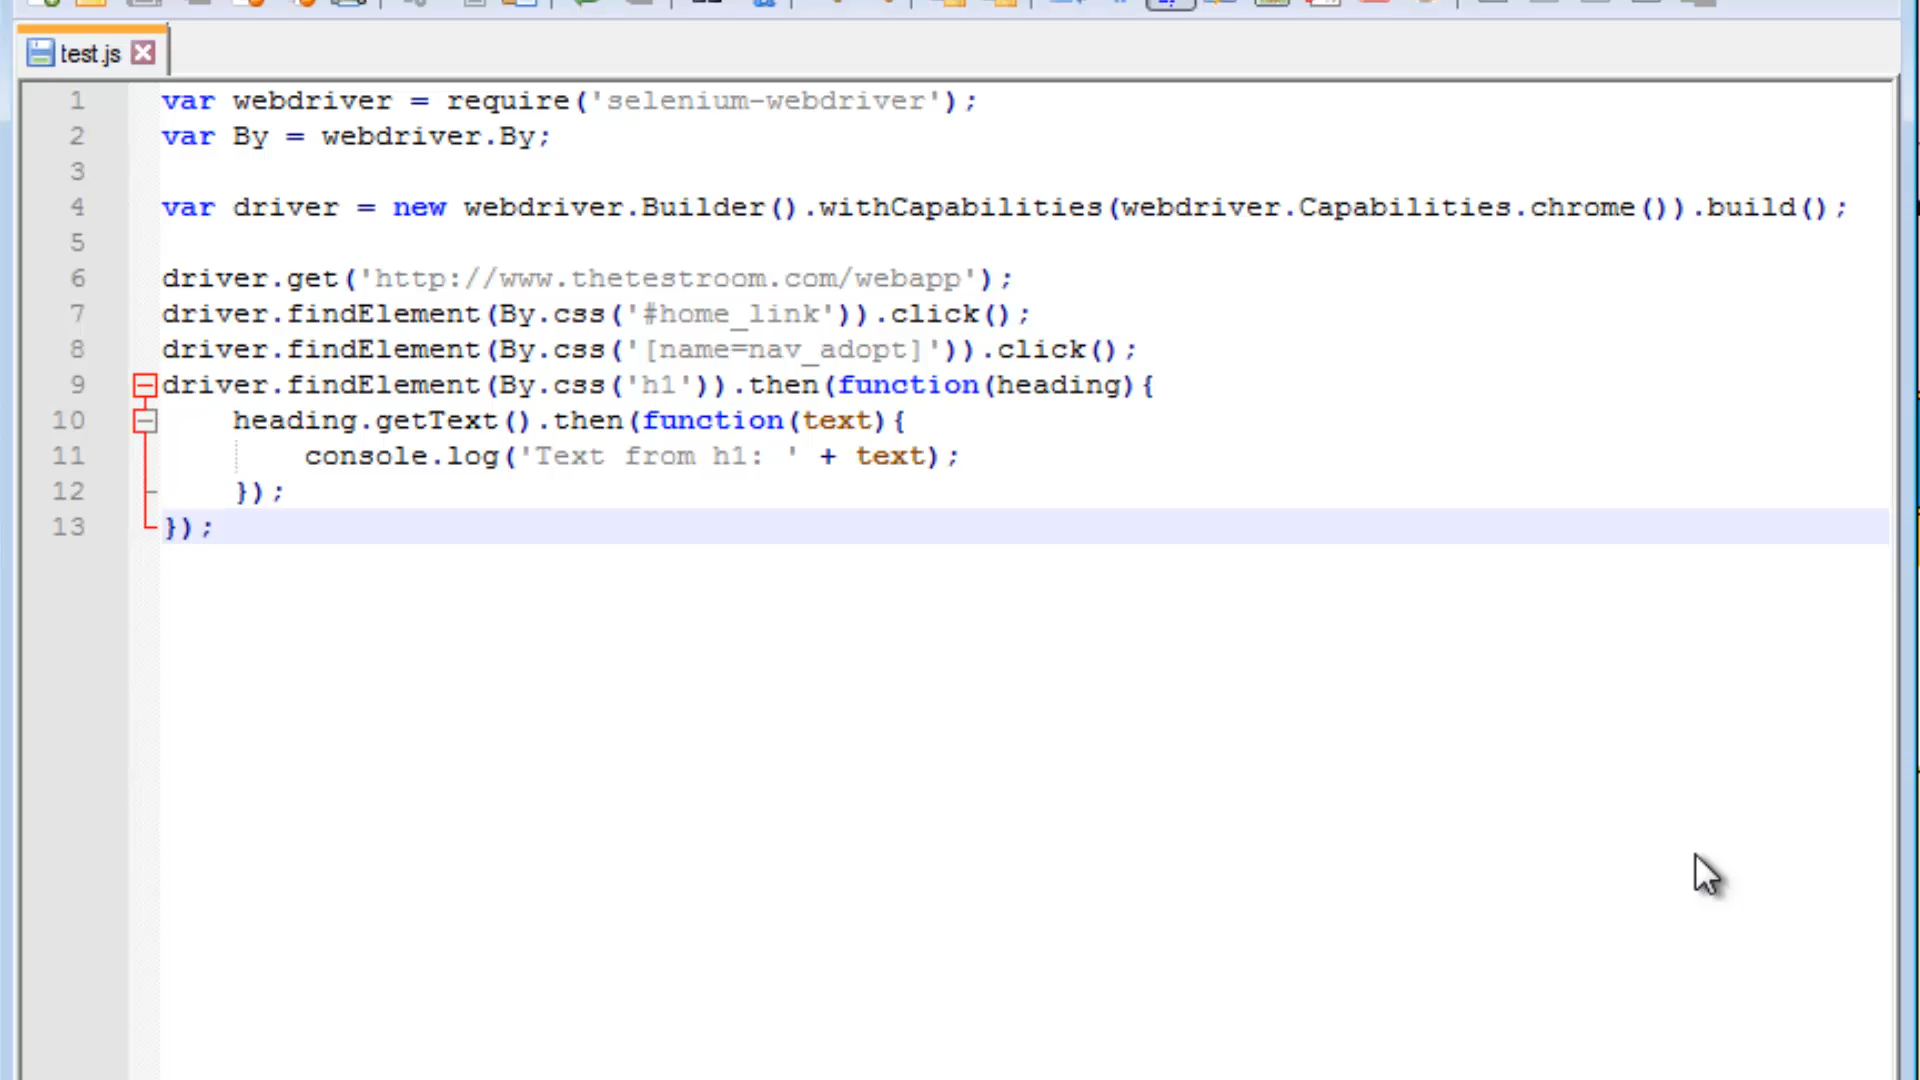 test.js
1 var webdriver = require('selenium-webdriver');
2 var By = webdriver.By;
3
4 var driver = new webdriver.Builder().withCapabilities(webdriver.Capabilities.chrome()).build();
5
6 driver.get('http://www.thetestroom.com/webapp');
7 driver.findElement(By.css('#home_link')).click();
8 driver.findElement(By.css('[name=nav_adopt]')).click();
9 driver.findElement(By.css('h1')).then(function(heading){
10     heading.getText().then(function(text){
11         console.log('Text from h1: ' + text);
12     });
13 });